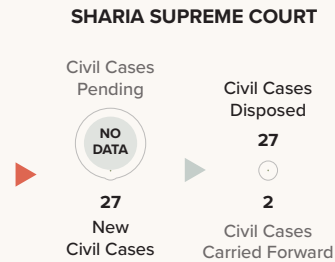 SHARIA SUPREME COURT
Civil Cases
Pending
NO
DATA
27
New
Civil Cases
Civil Cases
Disposed
27
2
Civil Cases
Carried Forward